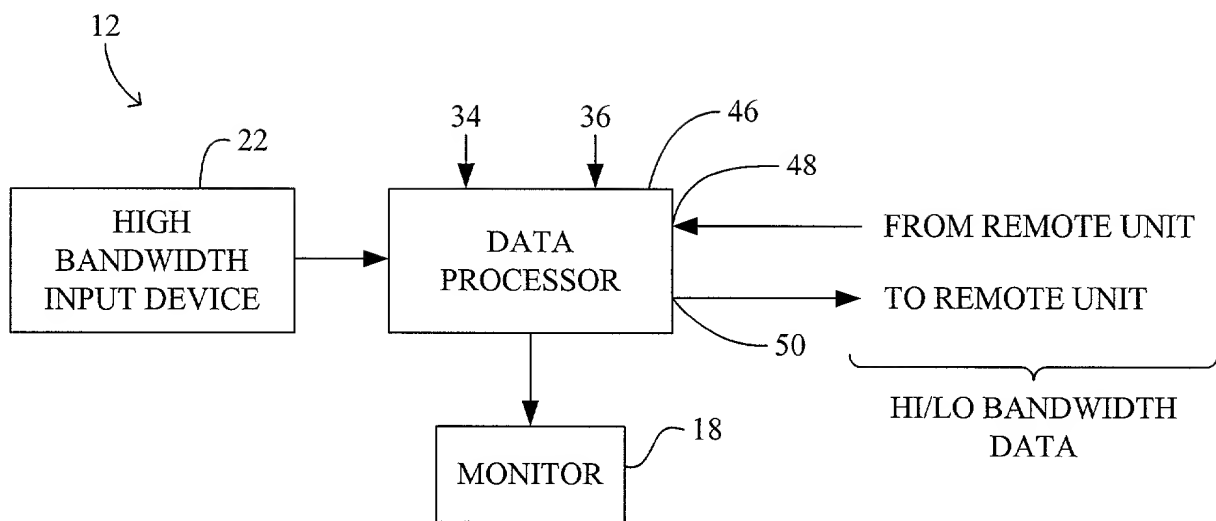 12
22
34
36
46
48
HIGH
BANDWIDTH
INPUT DEVICE
DATA
PROCESSOR
FROM REMOTE UNIT
TO REMOTE UNIT
50
HI/LO BANDWIDTH
DATA
MONITOR
18